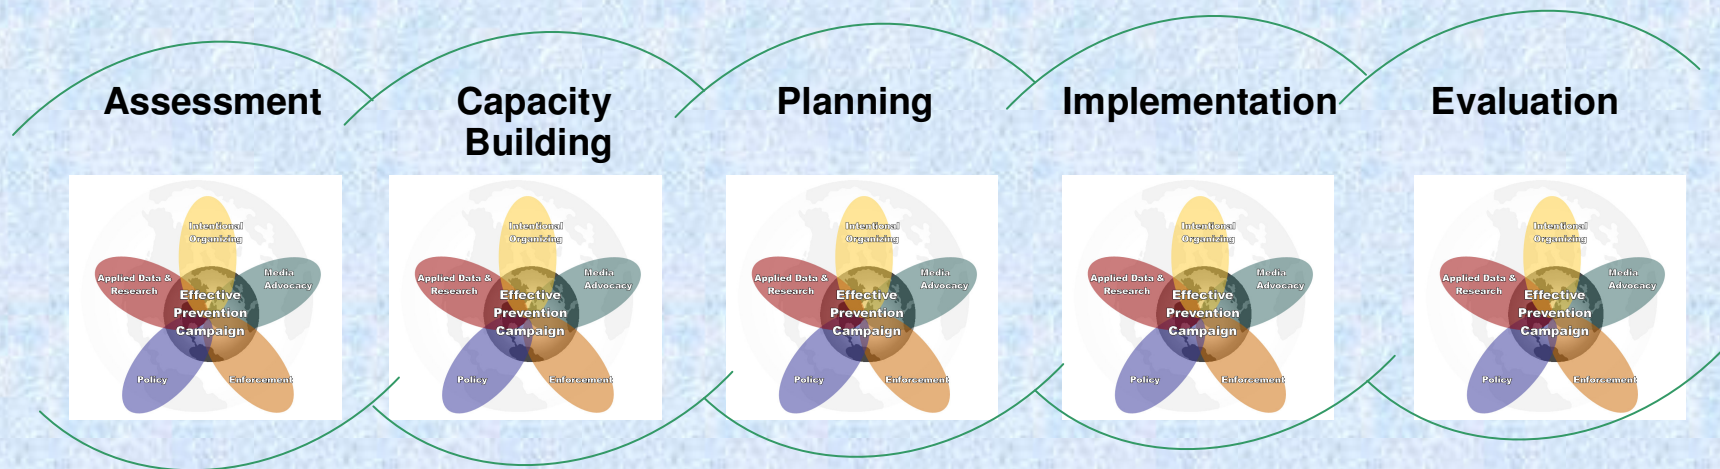 Assessment
Capacity
Building
Planning
Implementation
Evaluation
Intentional
Organizing
Applied Data &
Research
Media
Advocacy
Effective
Prevention
Campaign
Policy
Enforcement
Intentional
Organizing
Applied Data &
Research
Media
Advocacy
Effective
Prevention
Campaign
Policy
Enforcement
Intentional
Organizing
Applied Data &
Research
Media
Advocacy
Effective
Prevention
Campaign
Policy
Enforcement
Intentional
Organizing
Applied Data &
Research
Media
Advocacy
Effective
Prevention
Campaign
Policy
Enforcement
Intentional
Organizing
Applied Data &
Research
Media
Advocacy
Effective
Prevention
Campaign
Policy
Enforcement